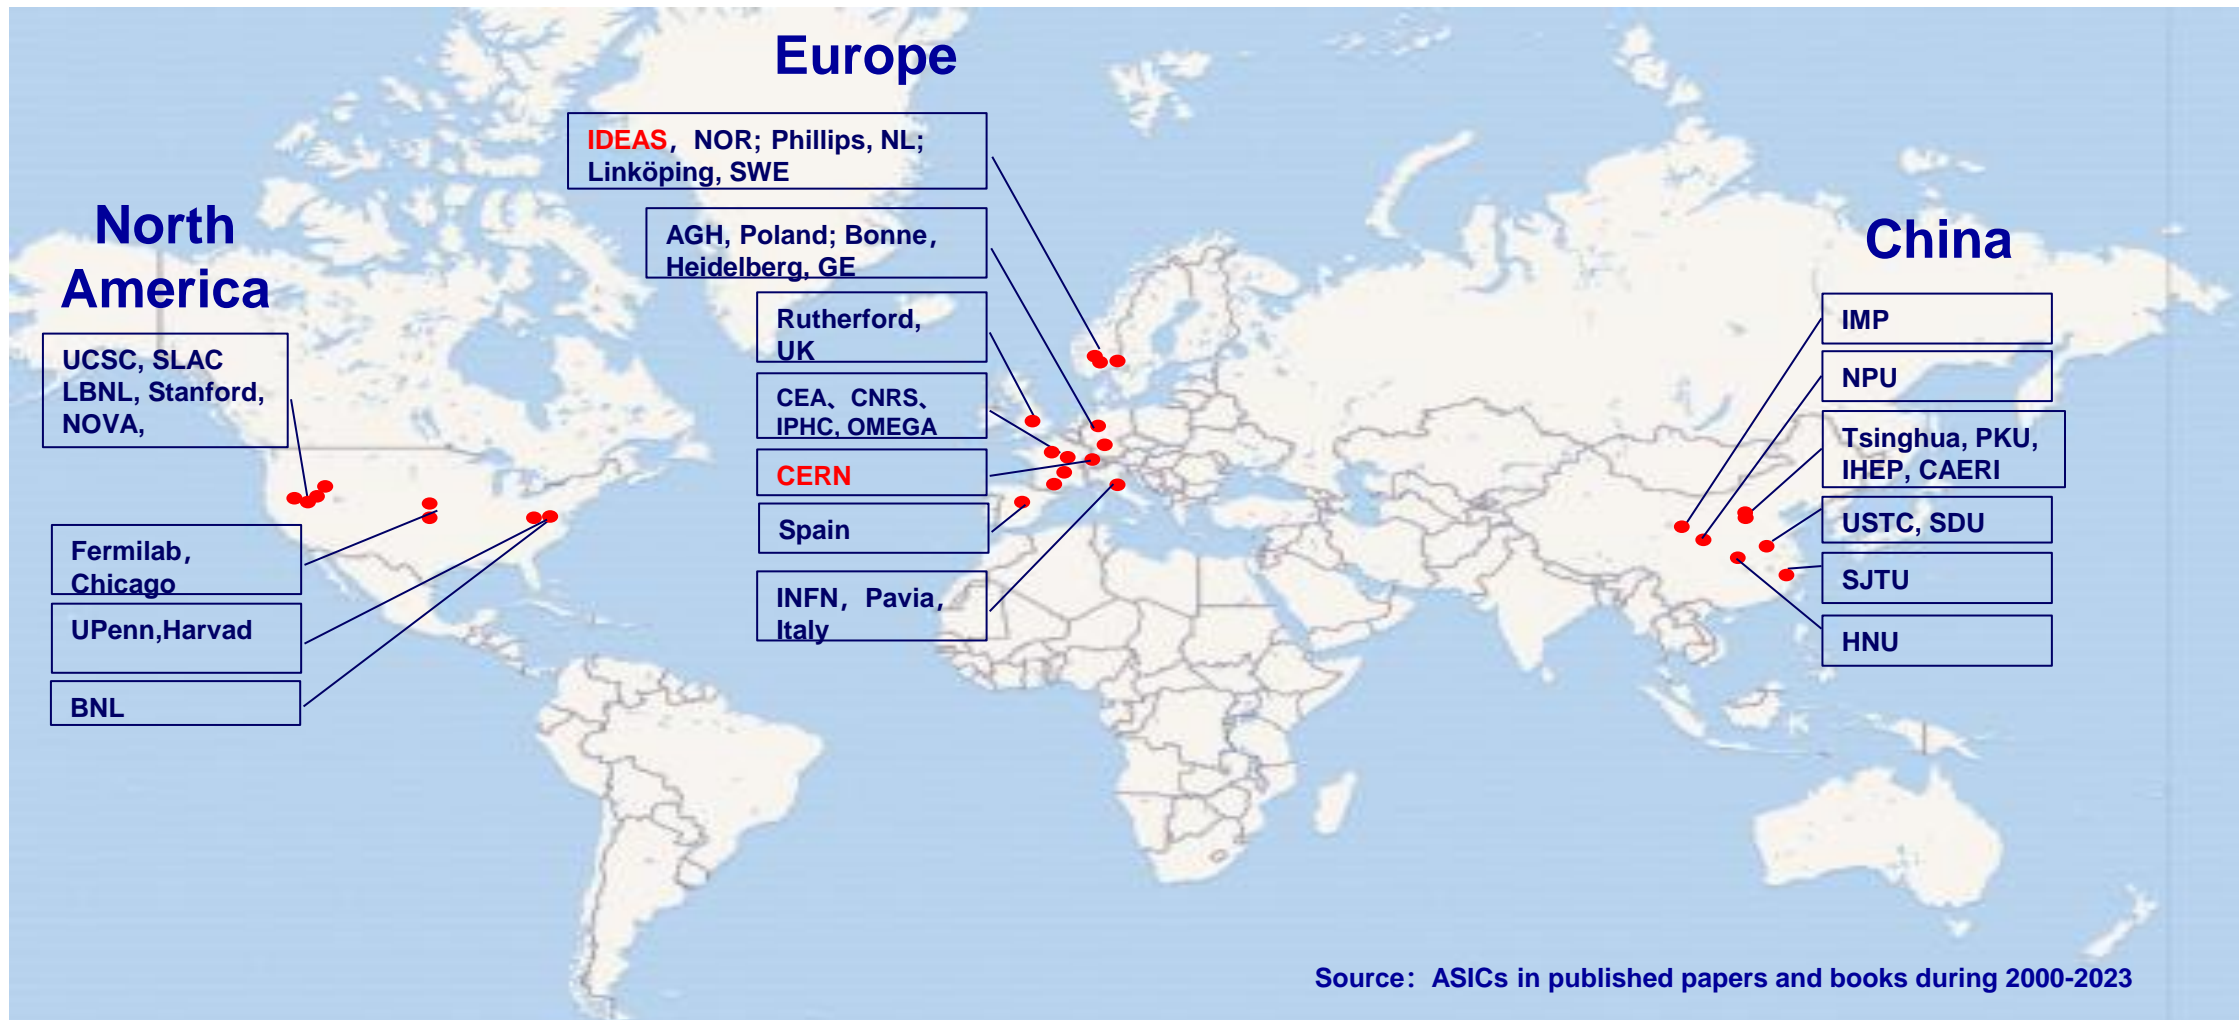 Europe
IDEAS，NOR; Phillips, NL;
Linköping, SWE
AGH, Poland; Bonne，
Heidelberg, GE
Rutherford,
UK
CEA、CNRS、
IPHC, OMEGA
CERN
Spain
INFN，Pavia，
Italy
North
America
UCSC, SLAC
LBNL, Stanford,
NOVA,
Fermilab，
Chicago
UPenn,Harvad
BNL
China
IMP
NPU
Tsinghua, PKU,
IHEP, CAERI
USTC, SDU
SJTU
HNU
Source：ASICs in published papers and books during 2000-2023